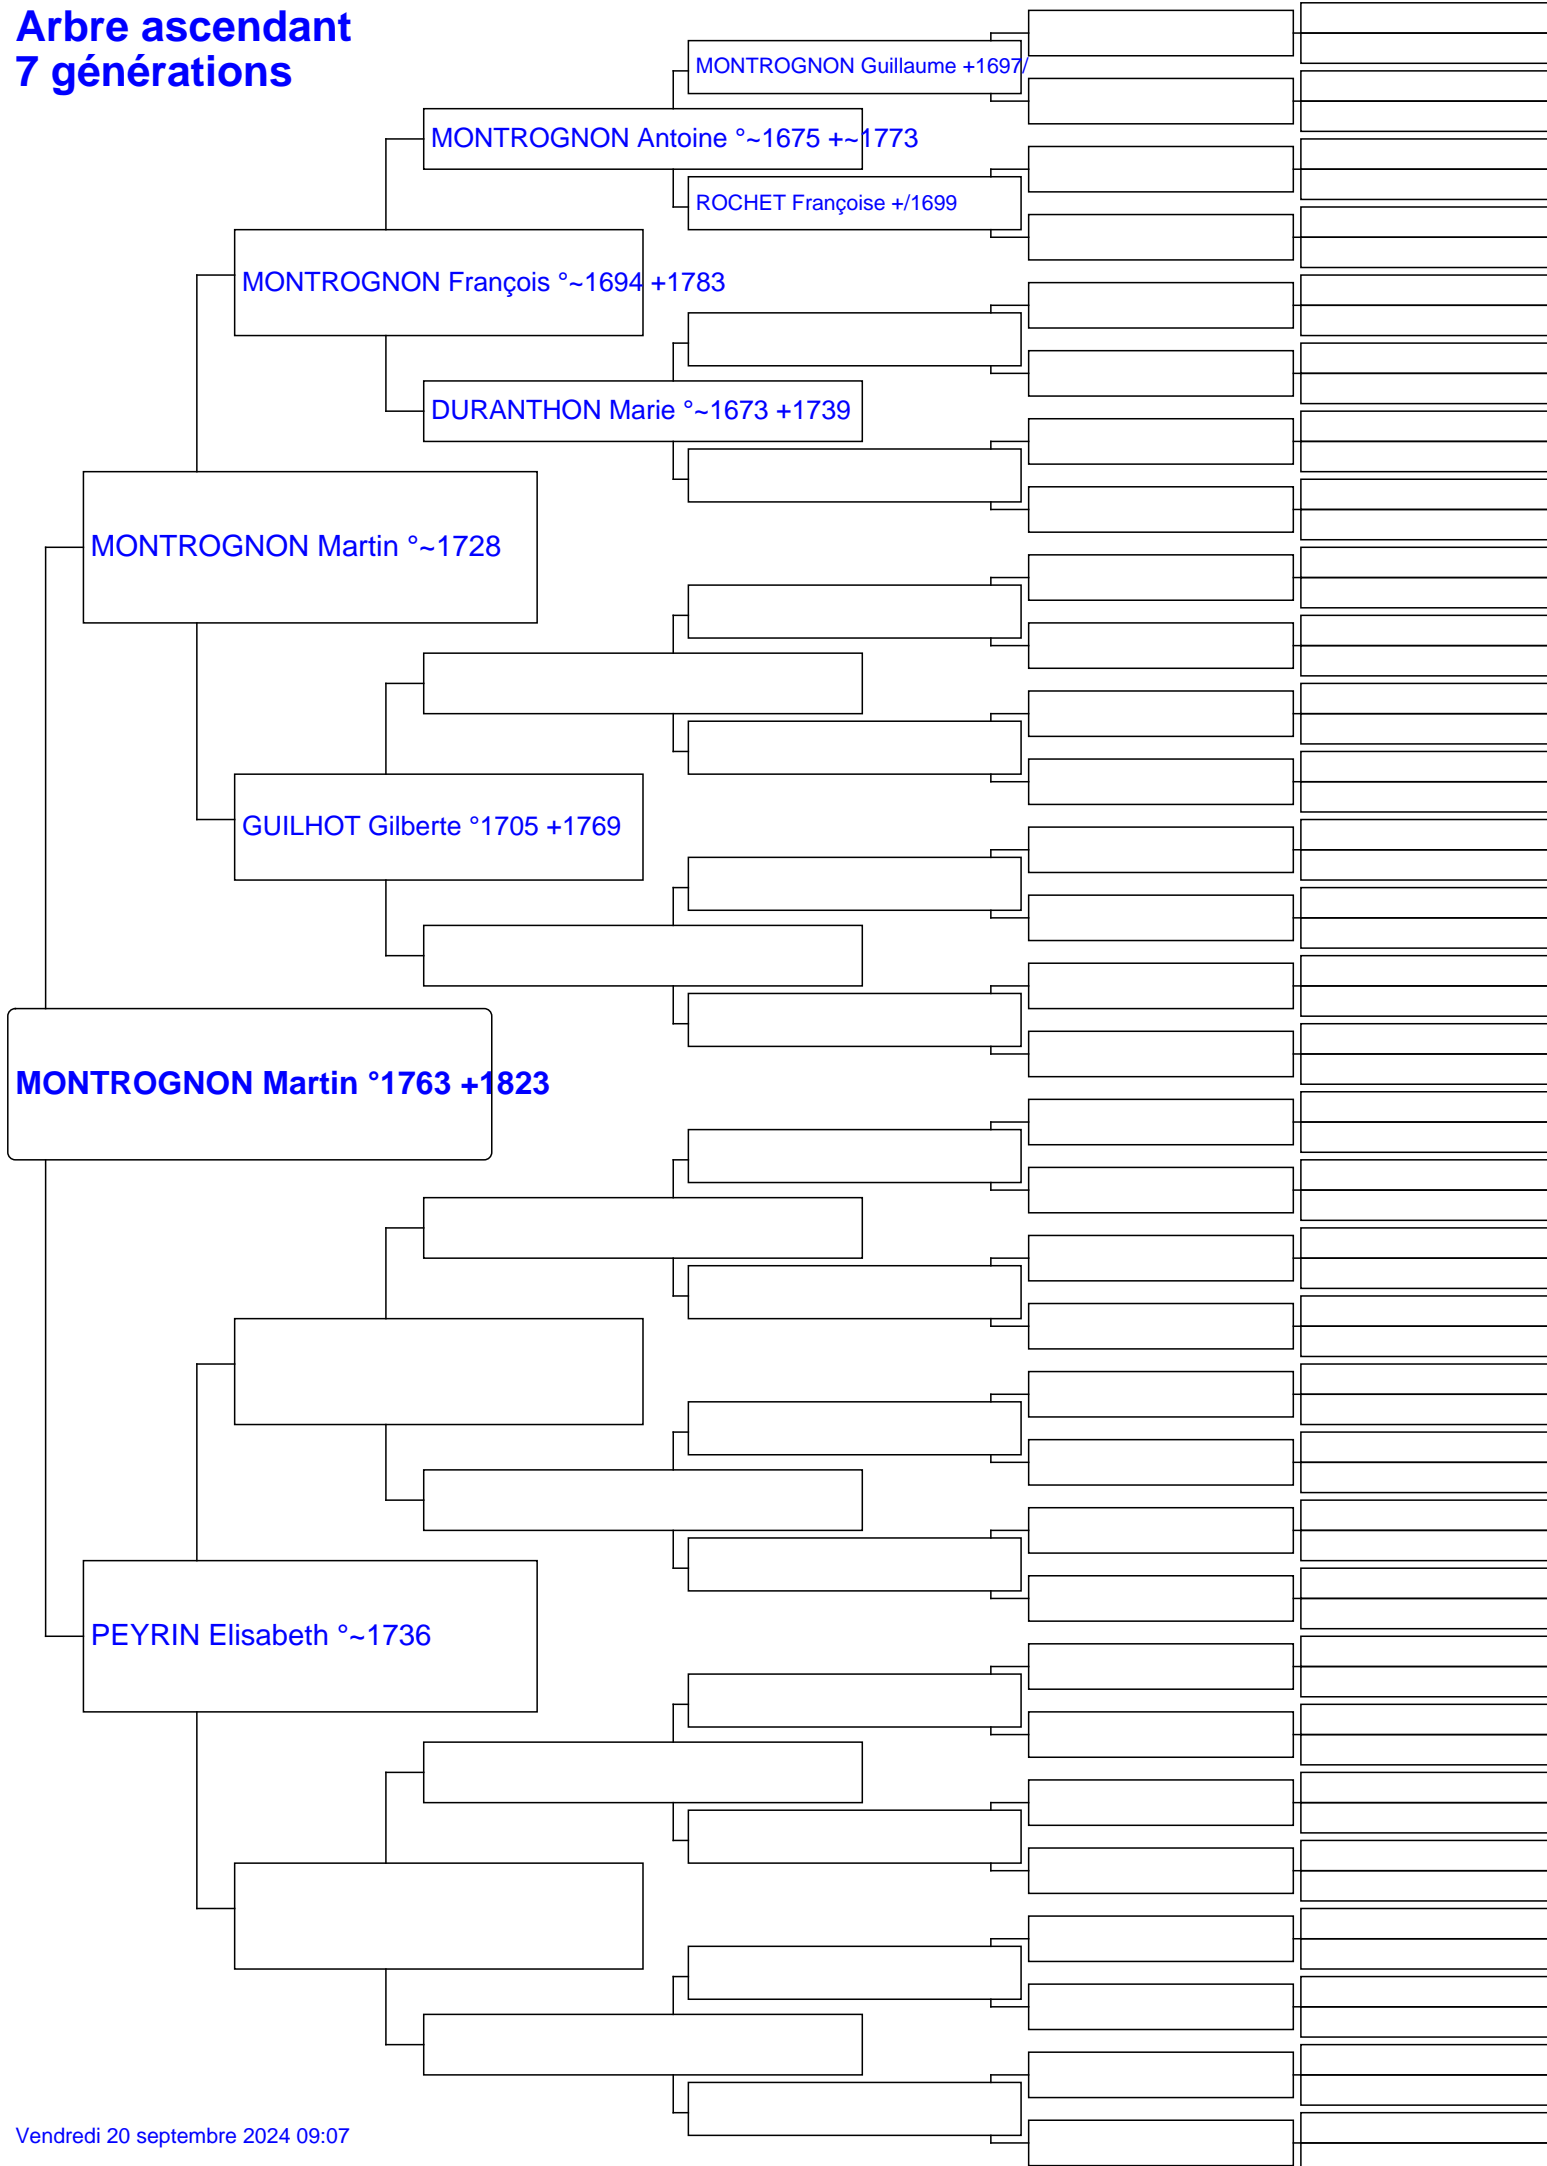 Arbre ascendant
7 générations
MONTROGNON Guillaume +1697/
MONTROGNON Antoine °~1675 +~1773
ROCHET Françoise +/1699
MONTROGNON François °~1694 +1783
DURANTHON Marie °~1673 +1739
MONTROGNON Martin °~1728
GUILHOT Gilberte °1705 +1769
MONTROGNON Martin °1763 +1823
PEYRIN Elisabeth °~1736
Vendredi 20 septembre 2024 09:07